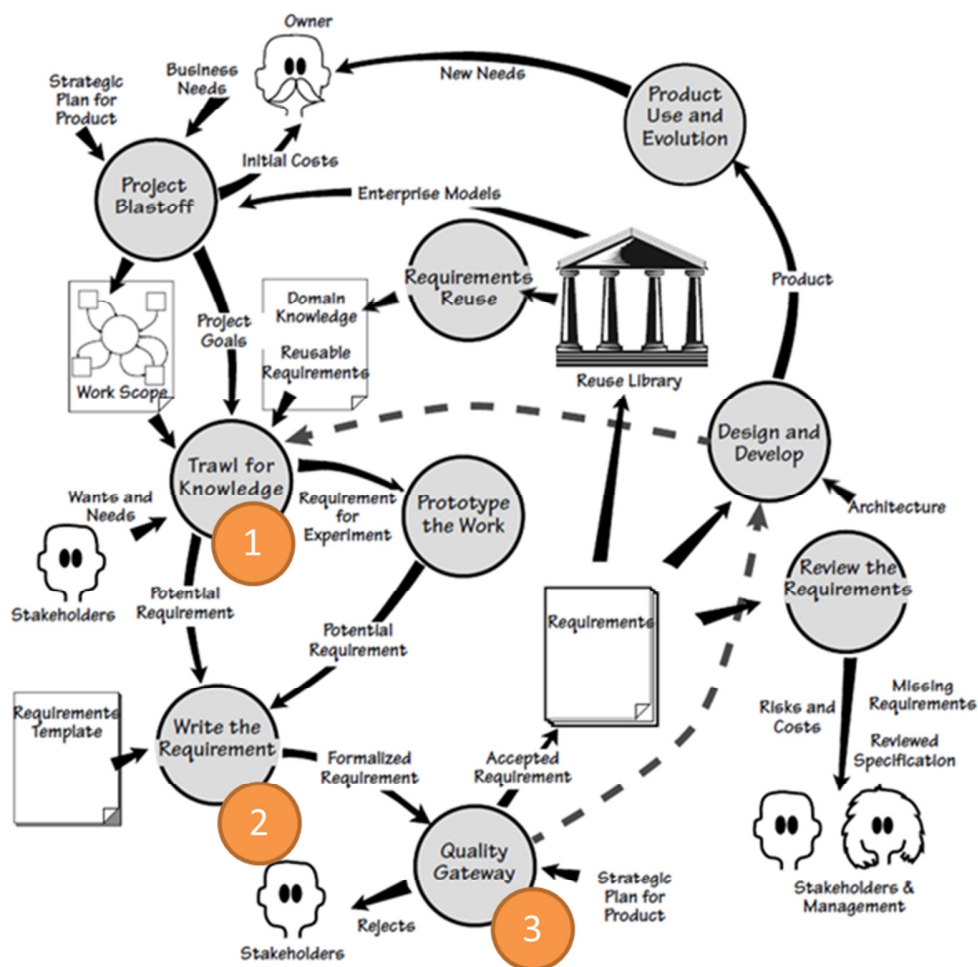 Owner
Strategic
Plan for
Product
Business
Needs
New Needs
Product
Use and
Evolution
Project
Blastoff
Initial Costs
Enterprise Models
Requirements
Reuse
Domain
Knowledge
Reusable
Requirements
Project
Goals
Work Scope
Reuse Library
Product
Design and
Develop
Architecture
Trawl for
Knowledge
1
Requirement
for
Experiment
Prototype
the Work
Wants and
Needs
Stakeholders
Potential
Requirement
Potential
Requirement
Requirements
Review the
Requirements
Requirements
Template
Write the
Requirement
2
Formalized
Requirement
Accepted
Requirement
Risks and
Costs
Missing
Requirements
Reviewed
Specification
Quality
Gateway
3
Strategic
Plan for
Product
Rejects
Stakeholders
Stakeholders &
Management